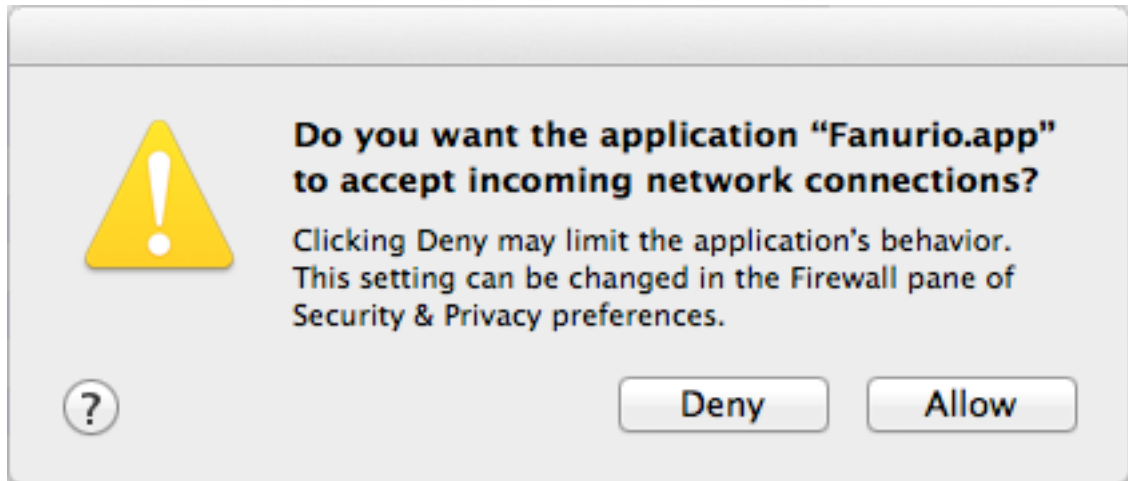 Do you want the application “Fanurio.app”
to accept incoming network connections?
Clicking Deny may limit the application’s behavior.
This setting can be changed in the Firewall pane of
Security & Privacy preferences.
?
Deny
Allow